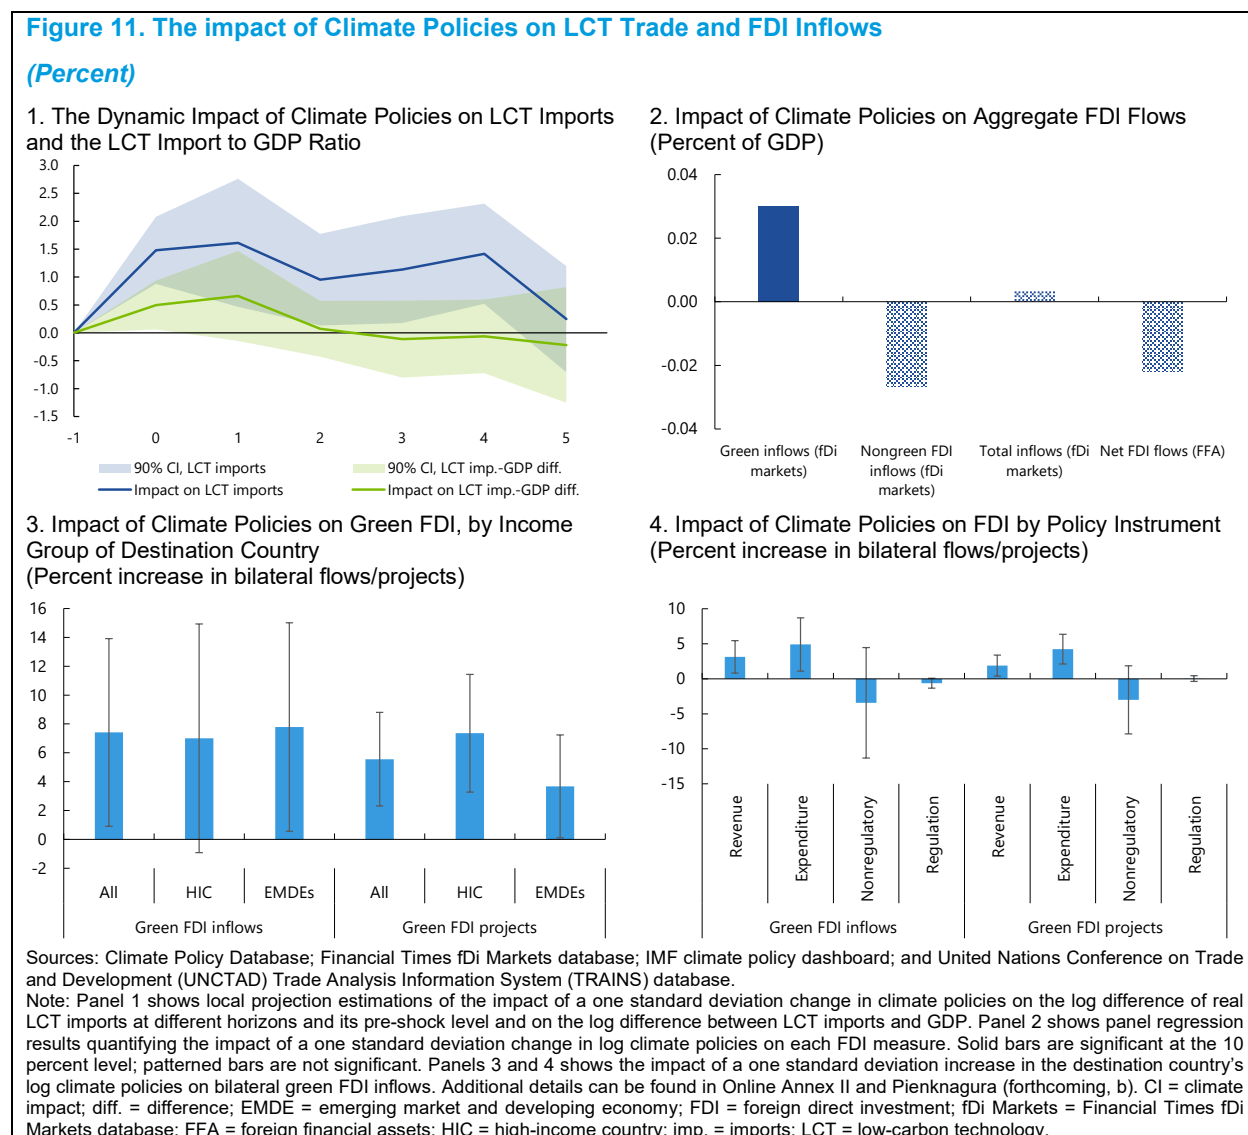 Figure 11. The impact of Climate Policies on LCT Trade and FDI Inflows
(Percent)
1. The Dynamic Impact of Climate Policies on LCT Imports
and the LCT Import to GDP Ratio
3.0
2.5
2.0
1.5
1.0
0.5
0.0
-0.5
-1.0
-1.5
-1 0 1 2 3 4 5
90% CI, LCT imports 90% CI, LCT imp.-GDP diff.
Impact on LCT imports Impact on LCT imp.-GDP diff.
2. Impact of Climate Policies on Aggregate FDI Flows
(Percent of GDP)
0.04
0.02
0.00
-0.02
-0.04
Green inflows (fDi
markets)
Nongreen FDI
inflows (fDi
markets)
Total inflows (fDi
markets)
Net FDI flows (FFA)
3. Impact of Climate Policies on Green FDI, by Income
Group of Destination Country
(Percent increase in bilateral flows/projects)
16
14
12
10
8
6
4
2
0
-2
All HIC EMDEs All HIC EMDEs
Green FDI inflows Green FDI projects
4. Impact of Climate Policies on FDI by Policy Instrument
(Percent increase in bilateral flows/projects)
10
5
0
-5
-10
-15
Revenue
Expenditure
Nonregulatory
Regulation
Revenue
Expenditure
Nonregulatory
Regulation
Green FDI inflows Green FDI projects
Sources: Climate Policy Database; Financial Times fDi Markets database; IMF climate policy dashboard; and United Nations Conference on Trade
and Development (UNCTAD) Trade Analysis Information System (TRAINS) database.
Note: Panel 1 shows local projection estimations of the impact of a one standard deviation change in climate policies on the log difference of real
LCT imports at different horizons and its pre-shock level and on the log difference between LCT imports and GDP. Panel 2 shows panel regression
results quantifying the impact of a one standard deviation change in log climate policies on each FDI measure. Solid bars are significant at the 10
percent level; patterned bars are not significant. Panels 3 and 4 shows the impact of a one standard deviation increase in the destination country's
log climate policies on bilateral green FDI inflows. Additional details can be found in Online Annex II and Pienknagura (forthcoming, b). CI = climate
impact; diff. = difference; EMDE = emerging market and developing economy; FDI = foreign direct investment; fDi Markets = Financial Times fDi
Markets database; FFA = foreign financial assets; HIC = high-income country; imp. = imports; LCT = low-carbon technology.